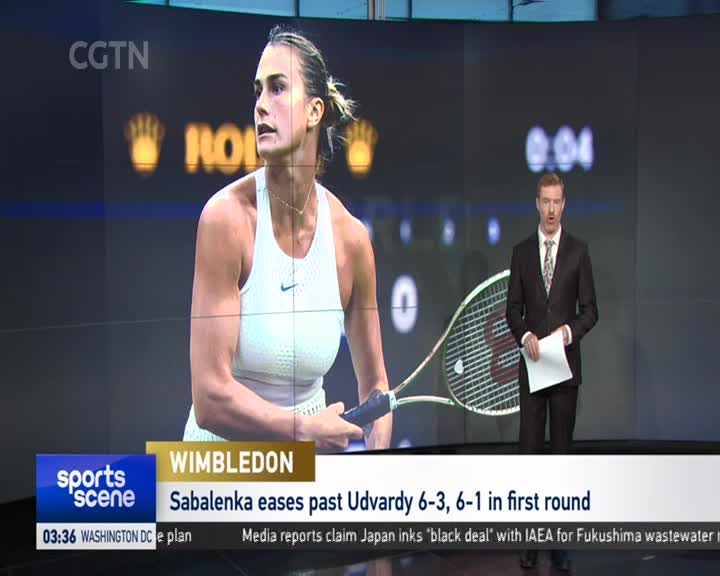 CGTN
0:04
0
WIMBLEDON
Sabalenka eases past Udvardy 6-3, 6-1 in first round
sports
scene
03:36 WASHINGTON DC
e plan Media reports claim Japan inks "black deal" with IAEA for Fukushima wastewater